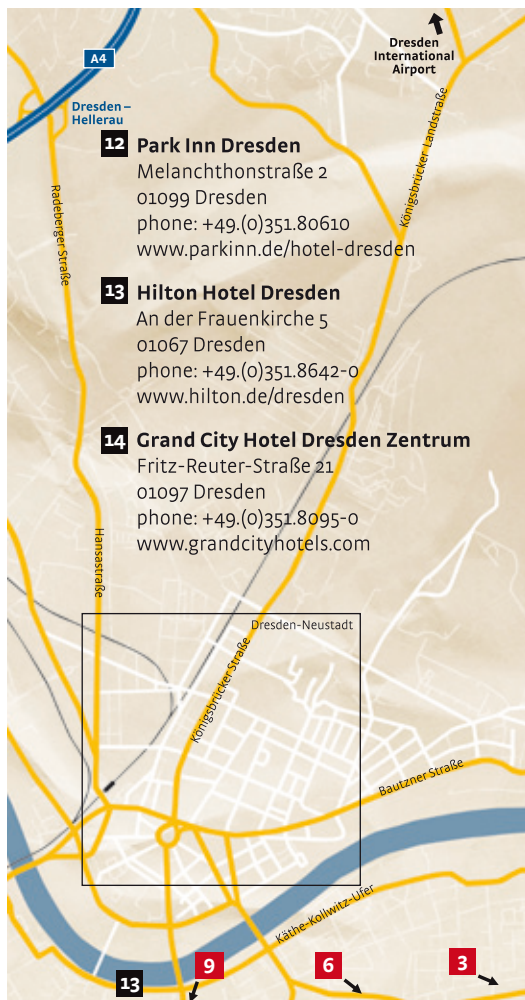 Dresden
International
Airport
A4
Dresden –
Hellerau
12 Park Inn Dresden
Melanchthonstraße 2
01099 Dresden
phone: +49.(0)351.80610
www.parkinn.de/hotel-dresden
Königsbrücker Landstraße
Radeberger Straße
13 Hilton Hotel Dresden
An der Frauenkirche 5
01067 Dresden
phone: +49.(0)351.8642-0
www.hilton.de/dresden
14 Grand City Hotel Dresden Zentrum
Fritz-Reuter-Straße 21
01097 Dresden
phone: +49.(0)351.8095-0
www.grandcityhotels.com
Hansastraße
Dresden-Neustadt
Königsbrücker Straße
Bautzner Straße
Käthe-Kollwitz-Ufer
9
6
3
13